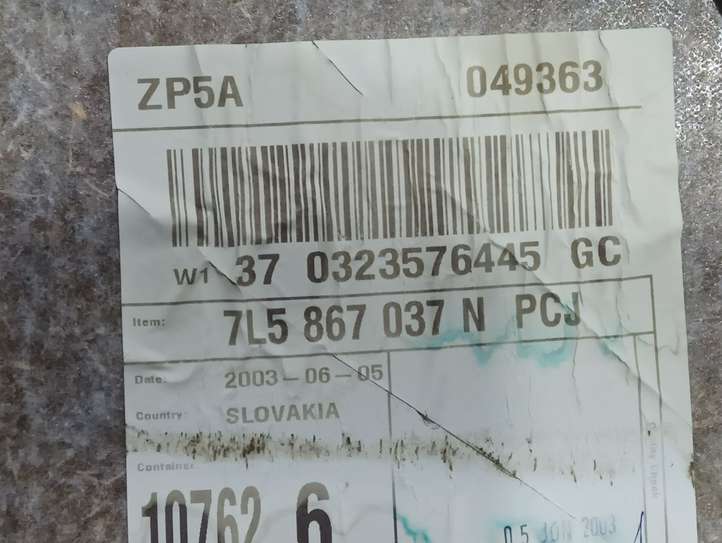 ZP5A 049363
W1 37 0323576445 GC
Item: 7L5 867 037 N PCJ
Date: 2003-06-05
Country: SLOVAKIA
Container
10762 6
05 JUN 2003